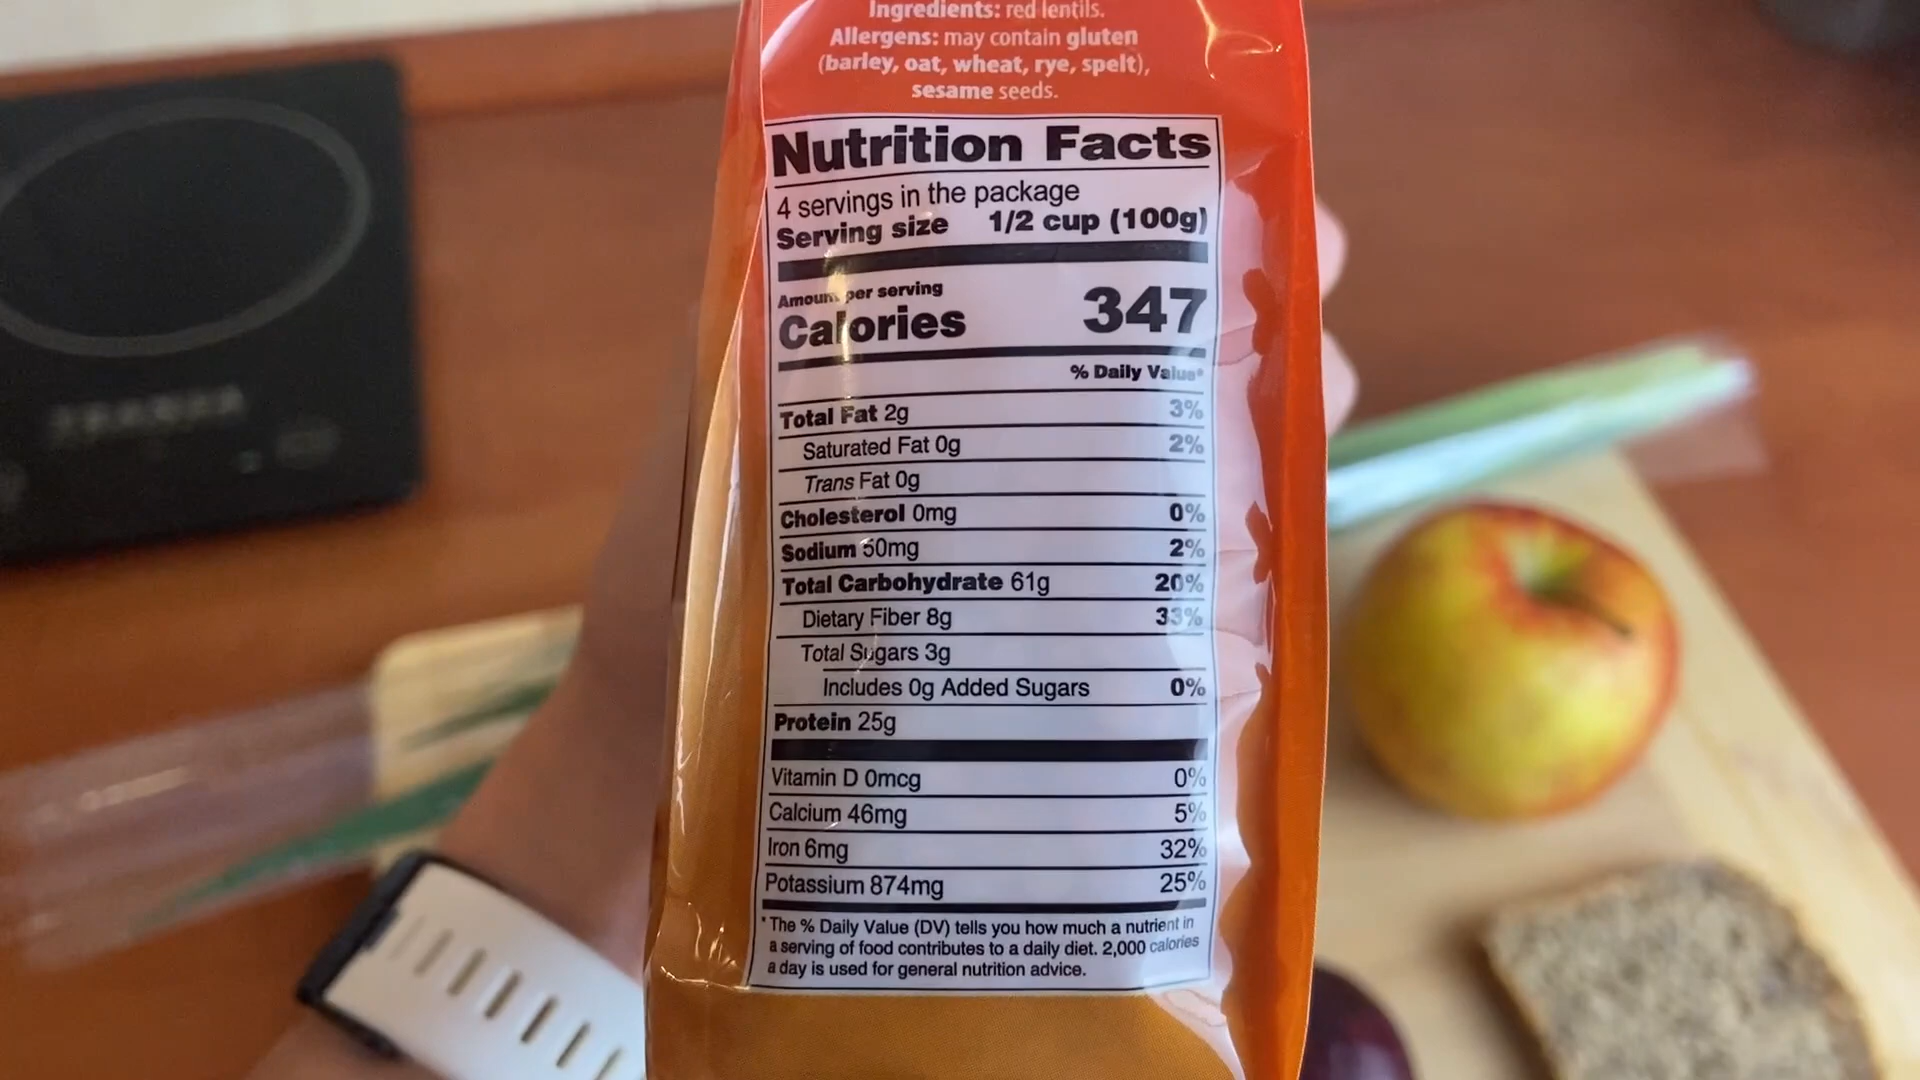 Ingredients: red lentils.
Allergens: may contain gluten
(barley, oat, wheat, rye, spelt),
sesame seeds.
Nutrition Facts
4 servings in the package
Serving size 1/2 cup (100g)
Amount per serving
Calories 347
% Daily Value*
Total Fat 2g 3%
Saturated Fat 0g 2%
Trans Fat 0g
Cholesterol 0mg 0%
Sodium 50mg 2%
Total Carbohydrate 61g 20%
Dietary Fiber 8g 33%
Total Sugars 3g
Includes 0g Added Sugars 0%
Protein 25g
Vitamin D 0mcg 0%
Calcium 46mg 5%
Iron 6mg 32%
Potassium 874mg 25%
* The % Daily Value (DV) tells you how much a nutrient in
a serving of food contributes to a daily diet. 2,000 calories
a day is used for general nutrition advice.